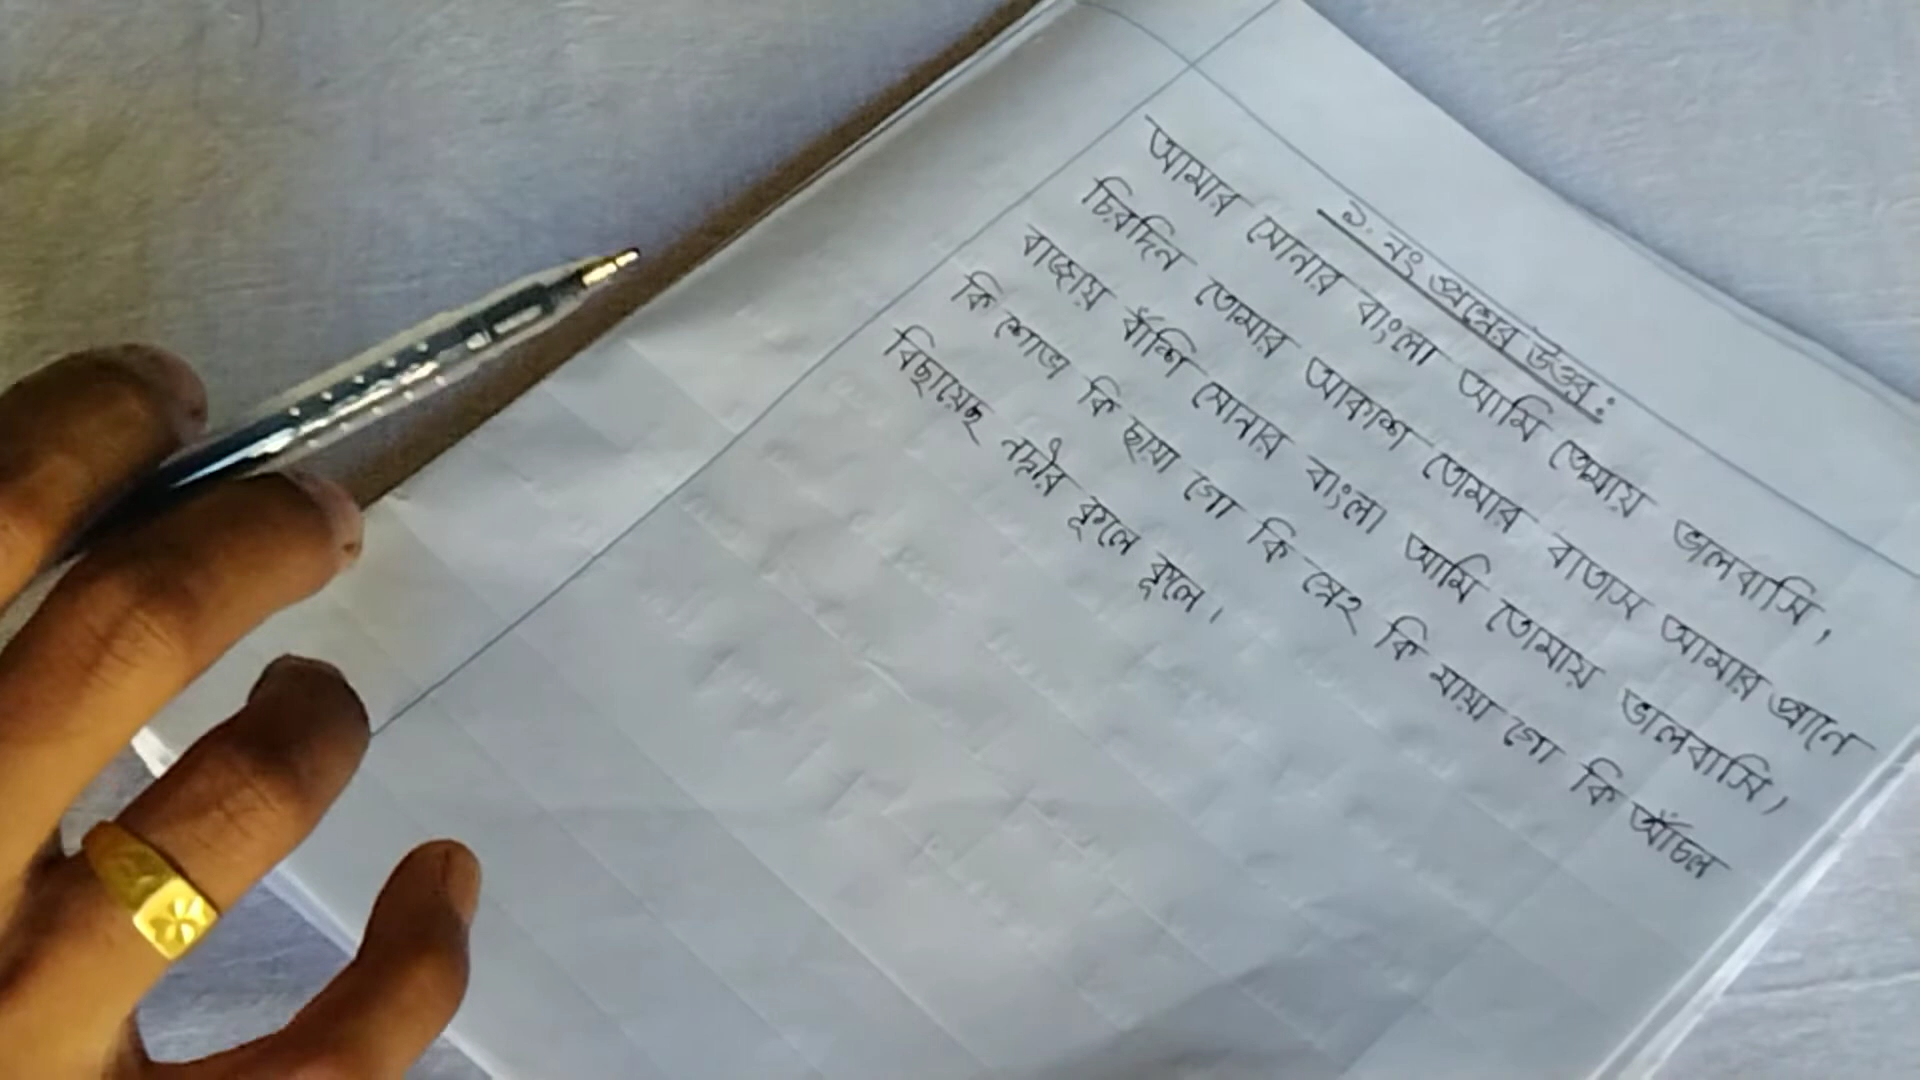 ১. নং প্রশ্নের উত্তর :
আমার সোনার বাংলা আমি তোমায় ভালবাসি,
চিরদিন তোমার আকাশ তোমার বাতাস আমার প্রানে
বাজায় বাঁশি সোনার বাংলা আমি তোমায় ভালবাসি,
কি শোভা কি ছায়া গো কি স্নেহ কি মায়া গো কি আঁচল
বিছায়েছ নদীর কূলে কূলে।